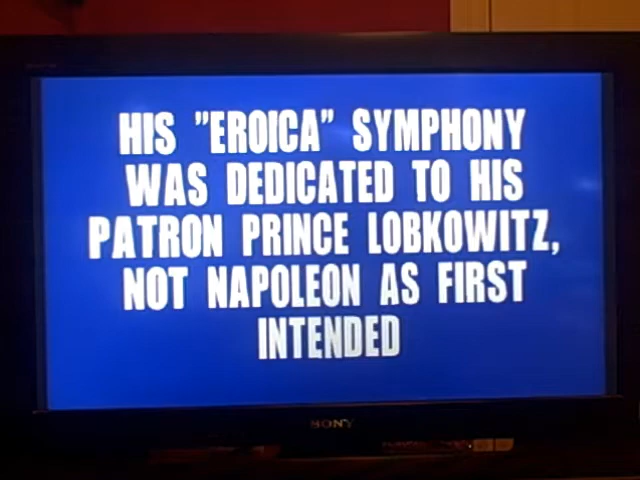 HIS "EROICA" SYMPHONY
WAS DEDICATED TO HIS
PATRON PRINCE LOBKOWITZ,
NOT NAPOLEON AS FIRST
INTENDED
SONY